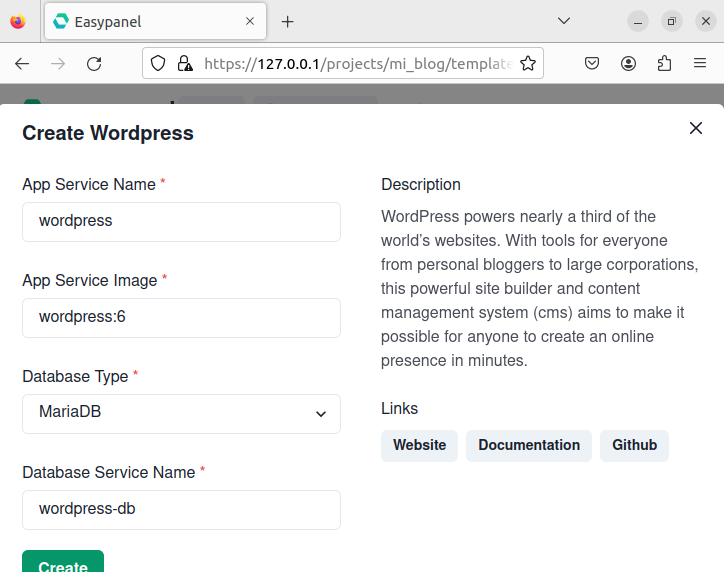 Easypanel
https://127.0.0.1/projects/mi_blog/template
Create Wordpress
App Service Name *
wordpress
App Service Image *
wordpress:6
Database Type *
MariaDB
Database Service Name *
wordpress-db
Create
Description
WordPress powers nearly a third of the
world's websites. With tools for everyone
from personal bloggers to large corporations,
this powerful site builder and content
management system (cms) aims to make it
possible for anyone to create an online
presence in minutes.
Links
Website Documentation Github